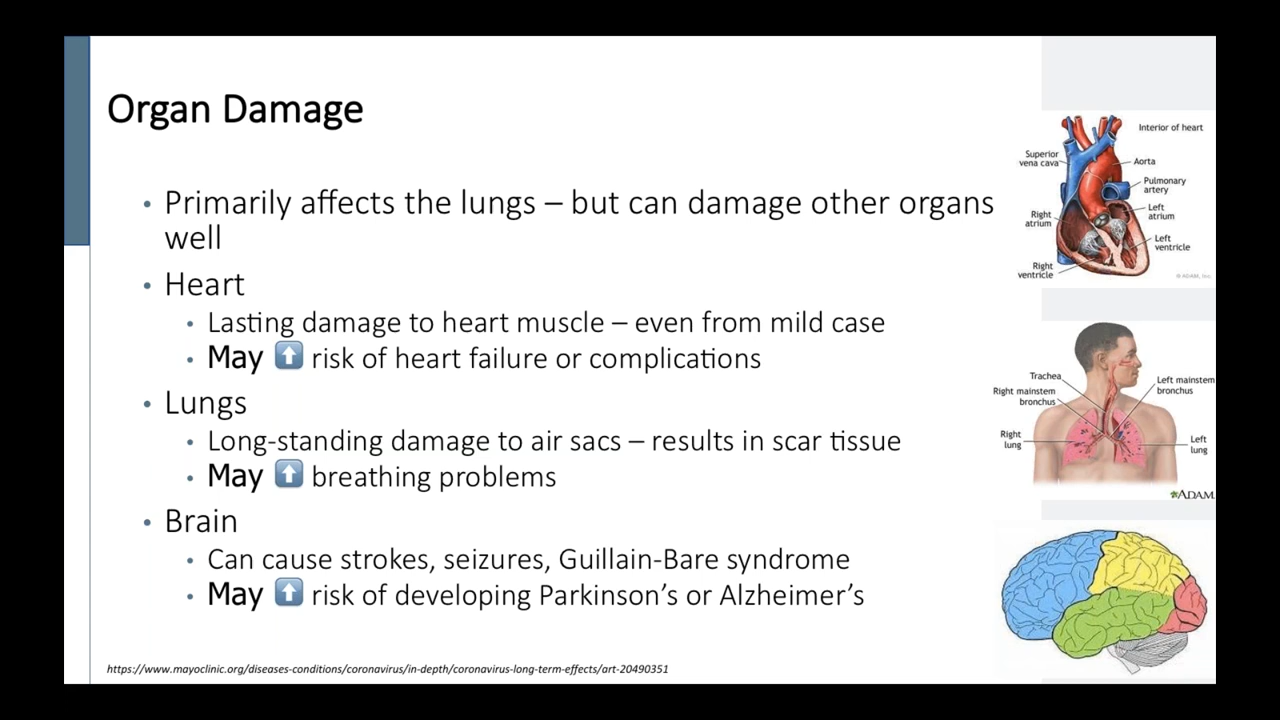 Organ Damage
• Primarily affects the lungs – but can damage other organs
well
• Heart
• Lasting damage to heart muscle – even from mild case
• May ⬆️ risk of heart failure or complications
• Lungs
• Long-standing damage to air sacs – results in scar tissue
• May ⬆️ breathing problems
• Brain
• Can cause strokes, seizures, Guillain-Bare syndrome
• May ⬆️ risk of developing Parkinson’s or Alzheimer’s
https://www.mayoclinic.org/diseases-conditions/coronavirus/in-depth/coronavirus-long-term-effects/art-20490351
Interior of heart
Superior
vena cava
Aorta
Pulmonary
artery
Right
atrium
Left
atrium
Left
ventricle
Right
ventricle
© ADAM, Inc.
Trachea
Right mainstem
bronchus
Left mainstem
bronchus
Right
lung
Left
lung
ADAM.